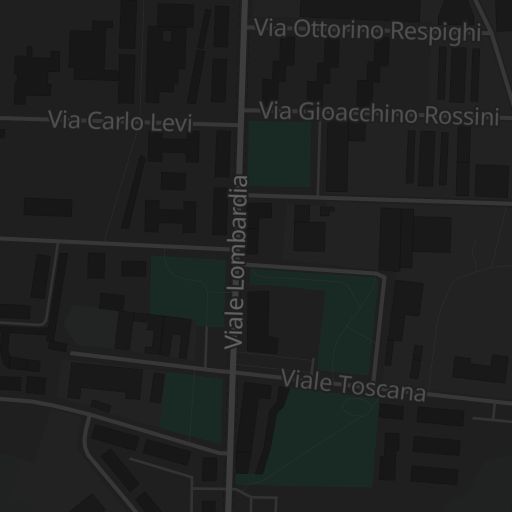 Via Ottorino Respighi
Via Gioacchino Rossini
Via Carlo Levi
Viale Lombardia
Viale Toscana